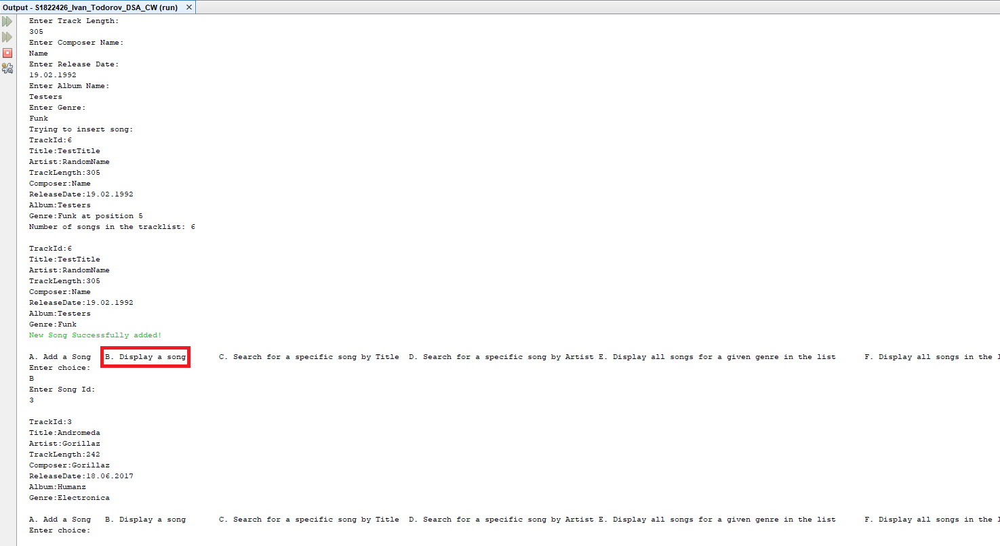 Output - S1822426_Ivan_Todorov_DSA_CW (run)
Enter Track Length:
305
Enter Composer Name:
Name
Enter Release Date:
19.02.1992
Enter Album Name:
Testers
Enter Genre:
Funk
Trying to insert song:
TrackId:6
Title:TestTitle
Artist:RandomName
TrackLength:305
Composer:Name
ReleaseDate:19.02.1992
Album:Testers
Genre:Funk at position 5
Number of songs in the tracklist: 6
TrackId:6
Title:TestTitle
Artist:RandomName
TrackLength:305
Composer:Name
ReleaseDate:19.02.1992
Album:Testers
Genre:Funk
New Song Successfully added!
A. Add a Song B. Display a song C. Search for a specific song by Title D. Search for a specific song by Artist E. Display all songs for a given genre in the list F. Display all songs in the
Enter choice:
B
Enter Song Id:
3
TrackId:3
Title:Andromeda
Artist:Gorillaz
TrackLength:242
Composer:Gorillaz
ReleaseDate:18.06.2017
Album:Humanz
Genre:Electronica
A. Add a Song B. Display a song C. Search for a specific song by Title D. Search for a specific song by Artist E. Display all songs for a given genre in the list F. Display all songs in the
Enter choice: